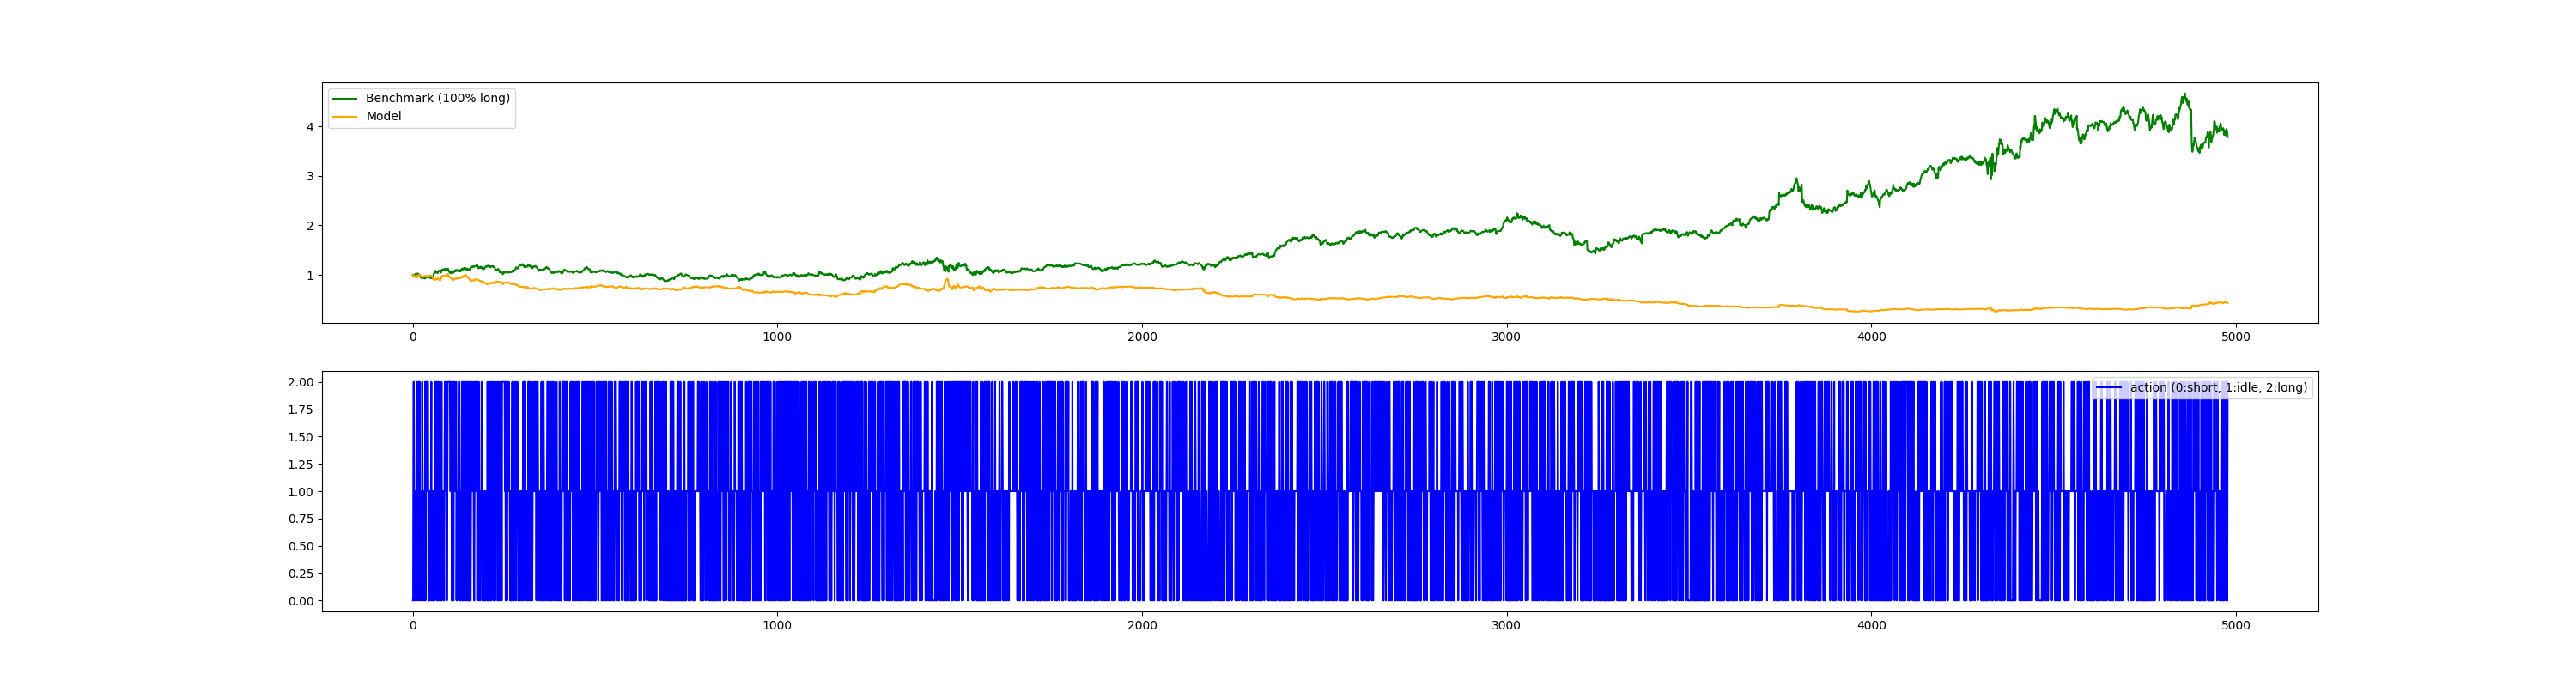 Benchmark (100% long)
Model
4
3
2
1
0 1000 2000 3000 4000 5000
action (0:short, 1:idle, 2:long)
2.00
1.75
1.50
1.25
1.00
0.75
0.50
0.25
0.00
0 1000 2000 3000 4000 5000